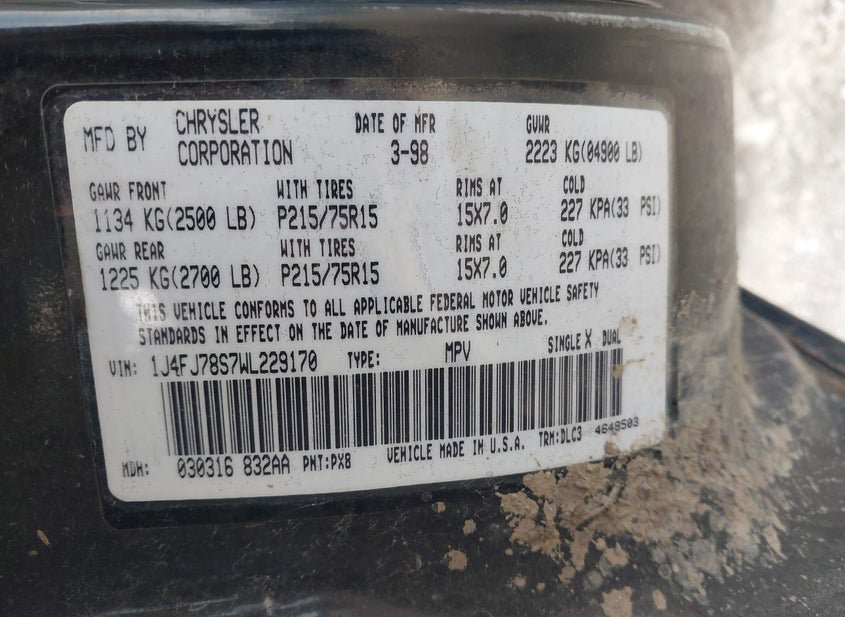 MFD BY CHRYSLER CORPORATION DATE OF MFR 3-98 GVWR 2223 KG(04900 LB)
GAWR FRONT WITH TIRES RIMS AT COLD
1134 KG(2500 LB) P215/75R15 15X7.0 227 KPA(33 PSI)
GAWR REAR WITH TIRES RIMS AT COLD
1225 KG(2700 LB) P215/75R15 15X7.0 227 KPA(33 PSI)
THIS VEHICLE CONFORMS TO ALL APPLICABLE FEDERAL MOTOR VEHICLE SAFETY
STANDARDS IN EFFECT ON THE DATE OF MANUFACTURE SHOWN ABOVE.
VIN: 1J4FJ78S7WL229170 TYPE: MPV SINGLE X DUAL
MDH: 030316 832AA PNT:PX8 VEHICLE MADE IN U.S.A. TRM:DLC3 4648503